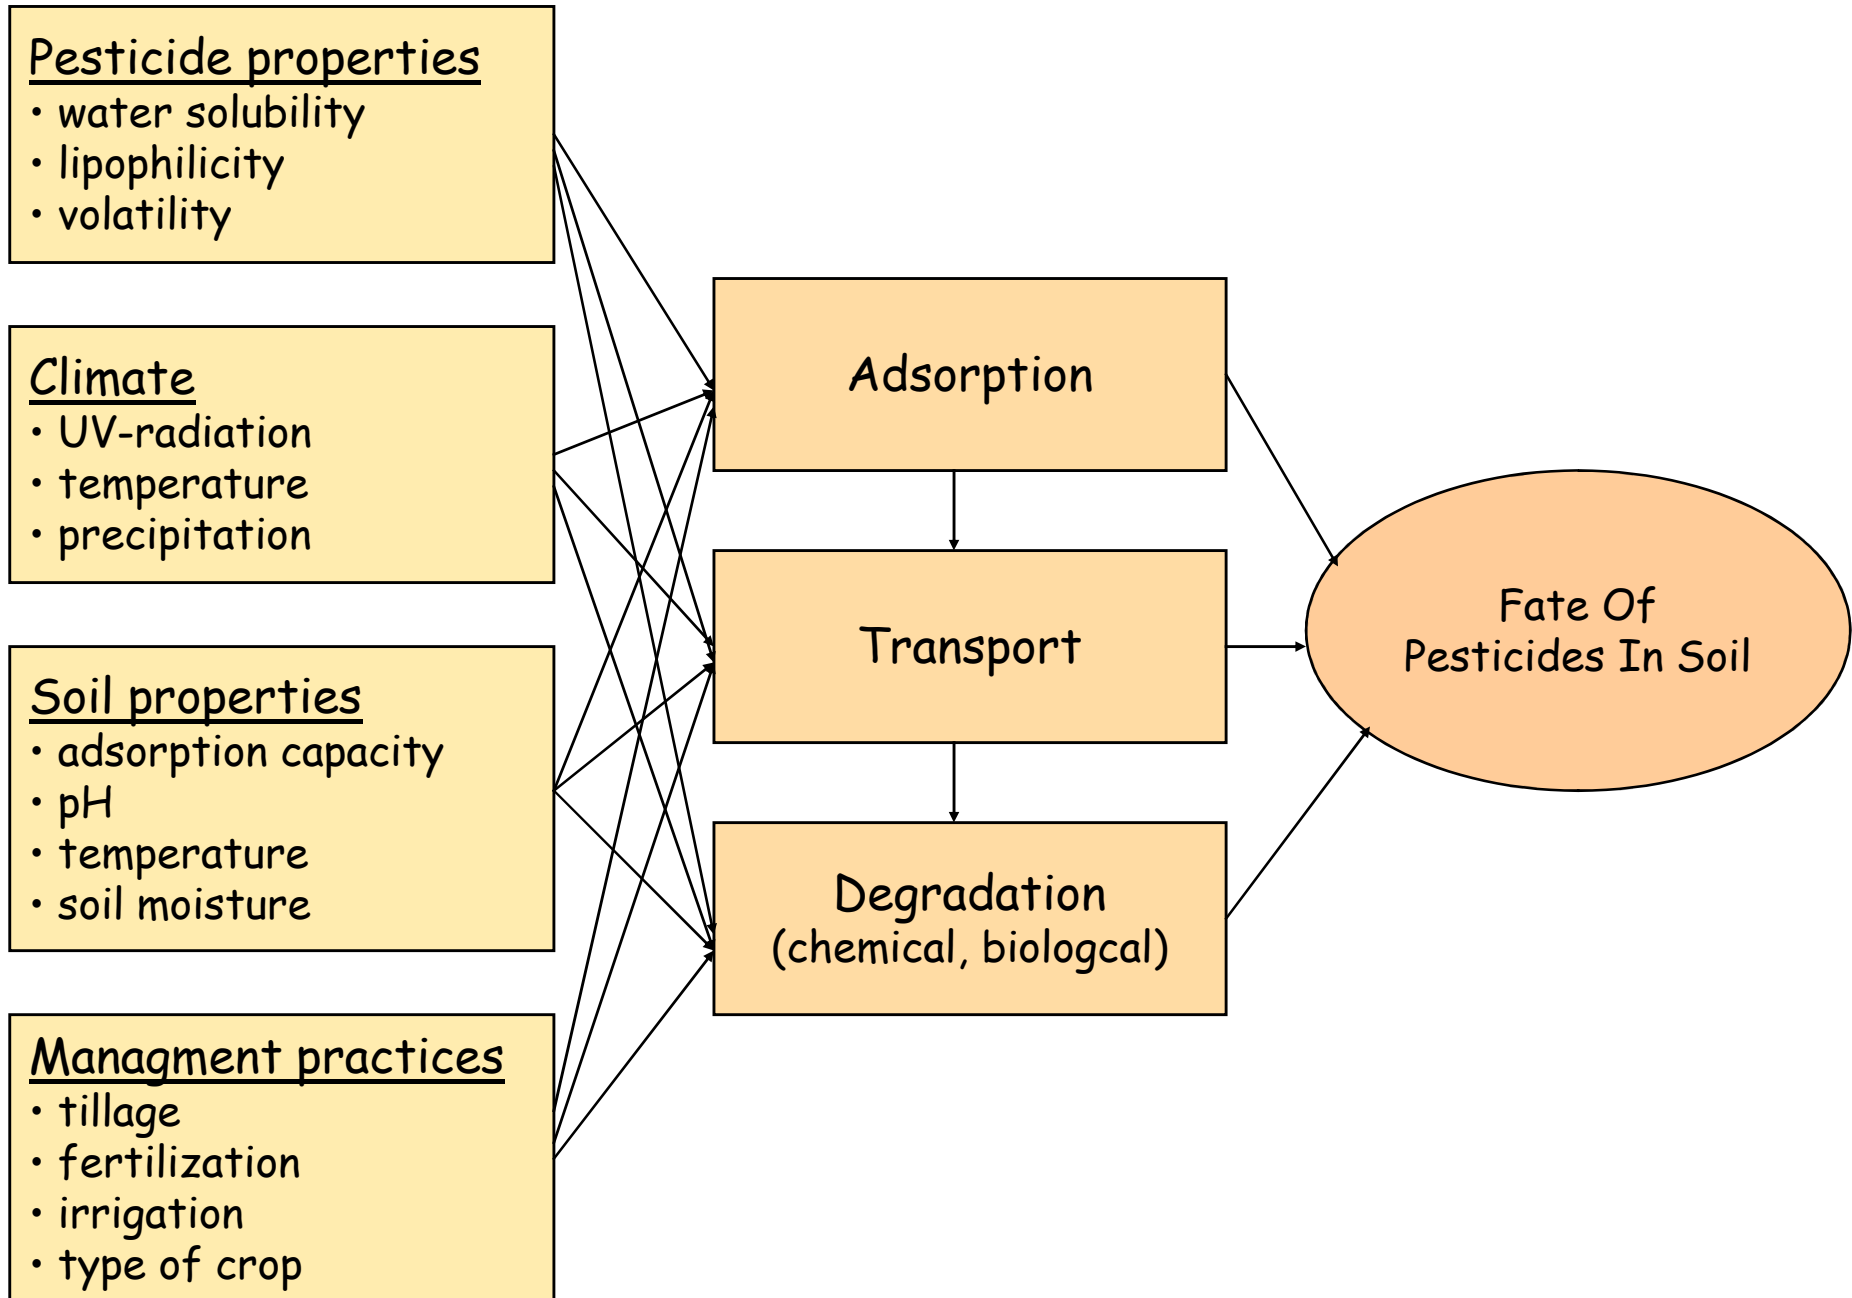 Pesticide properties
• water solubility
• lipophilicity
• volatility
Climate
• UV-radiation
• temperature
• precipitation
Soil properties
• adsorption capacity
• pH
• temperature
• soil moisture
Managment practices
• tillage
• fertilization
• irrigation
• type of crop
Adsorption
Transport
Degradation
(chemical, biologcal)
Fate Of
Pesticides In Soil